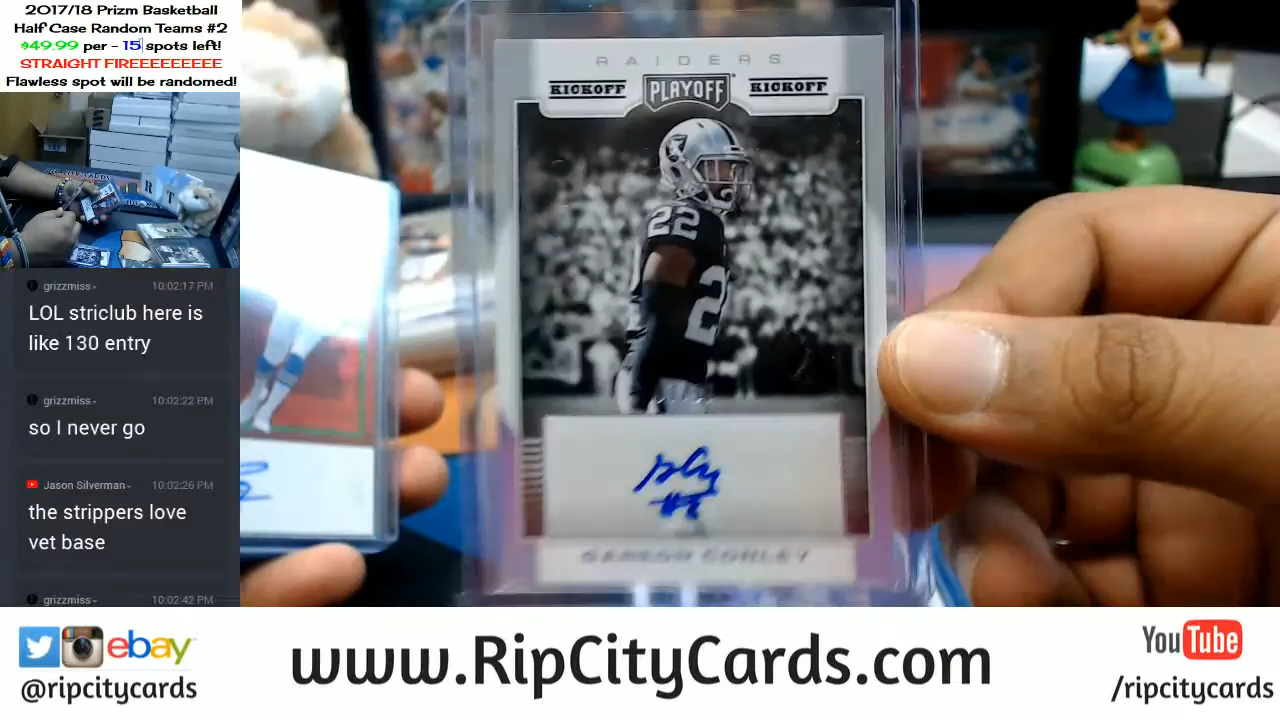 2017/18 Prizm Basketball
Half Case Random Teams #2
$49.99 per - 15 spots left!
STRAIGHT FIREEEEEEEEE
Flawless spot will be randomed!
grizzmiss
10:02:17 PM
LOL striclub here is
like 130 entry
grizzmiss
10:02:22 PM
so I never go
Jason Silverman
10:02:26 PM
the strippers love
vet base
grizzmiss
10:02:42 PM
RAIDERS
KICKOFF
PLAYOFF
KICKOFF
22
GAREON CONLEY
ebay
@ripcitycards
www.RipCityCards.com
YouTube
/ripcitycards